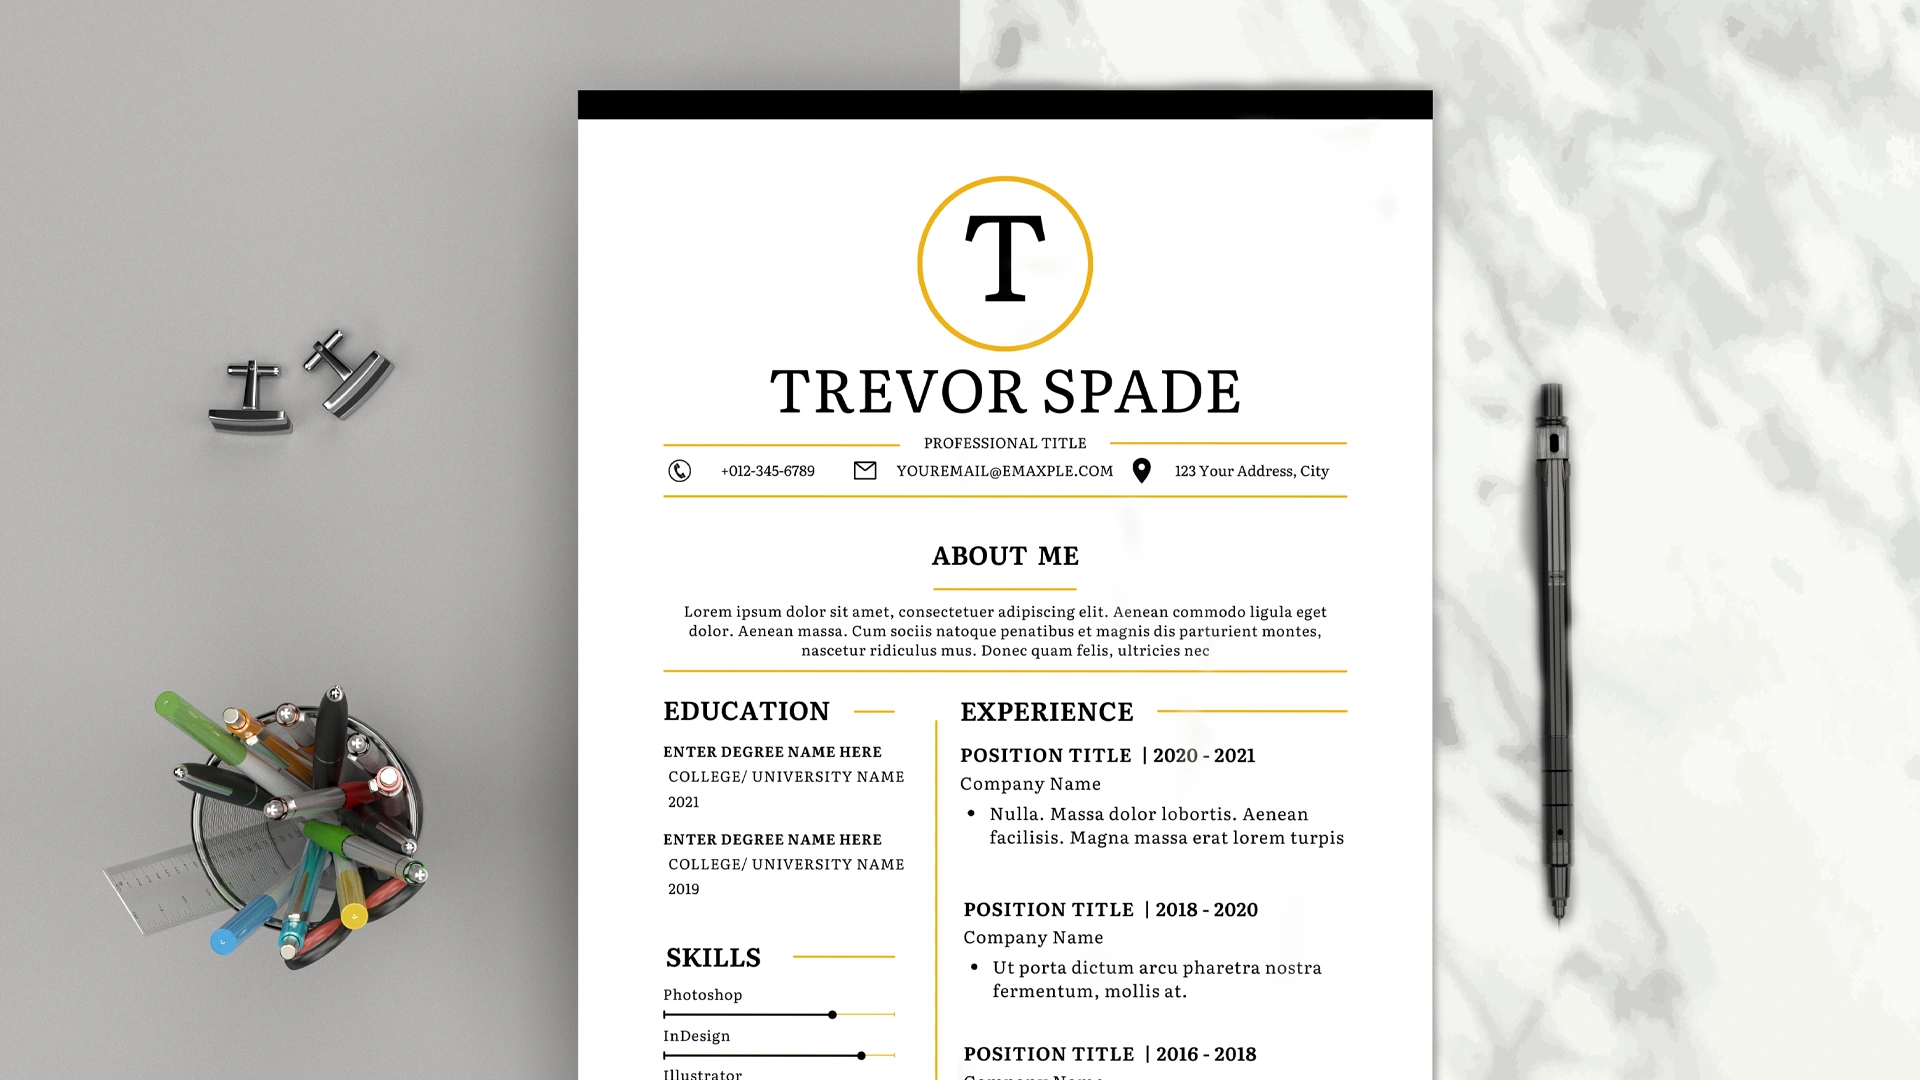 T
TREVOR SPADE
PROFESSIONAL TITLE
+012-345-6789 YOUREMAIL@EMAXPLE.COM 123 Your Address, City
ABOUT ME
Lorem ipsum dolor sit amet, consectetuer adipiscing elit. Aenean commodo ligula eget
dolor. Aenean massa. Cum sociis natoque penatibus et magnis dis parturient montes,
nascetur ridiculus mus. Donec quam felis, ultricies nec
EDUCATION
ENTER DEGREE NAME HERE
COLLEGE/ UNIVERSITY NAME
2021
ENTER DEGREE NAME HERE
COLLEGE/ UNIVERSITY NAME
2019
SKILLS
Photoshop
InDesign
Illustrator
EXPERIENCE
POSITION TITLE | 2020 - 2021
Company Name
• Nulla. Massa dolor lobortis. Aenean
facilisis. Magna massa erat lorem turpis
POSITION TITLE | 2018 - 2020
Company Name
• Ut porta dictum arcu pharetra nostra
fermentum, mollis at.
POSITION TITLE | 2016 - 2018
Company Name